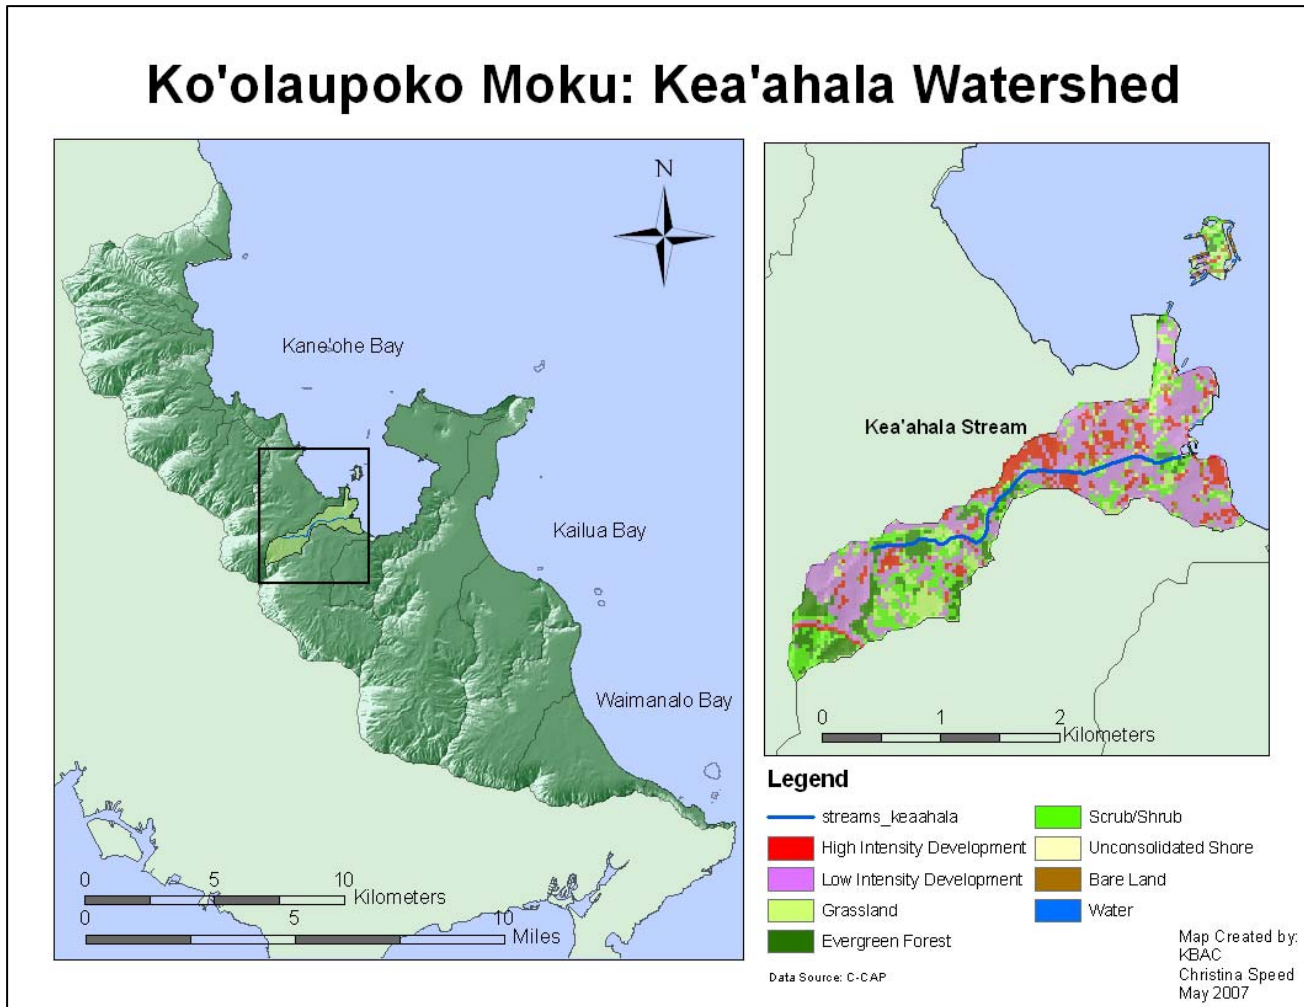 Ko'olaupoko Moku: Kea'ahala Watershed
N
Kane'ohe Bay
Kailua Bay
Waimanalo Bay
0 5 10
Kilometers
0 5 10
Miles
Kea'ahala Stream
0 1 2
Kilometers
Legend
streams_keaahala
High Intensity Development
Low Intensity Development
Grassland
Evergreen Forest
Scrub/Shrub
Unconsolidated Shore
Bare Land
Water
Data Source: C-CAP
Map Created by:
KBAC
Christina Speed
May 2007